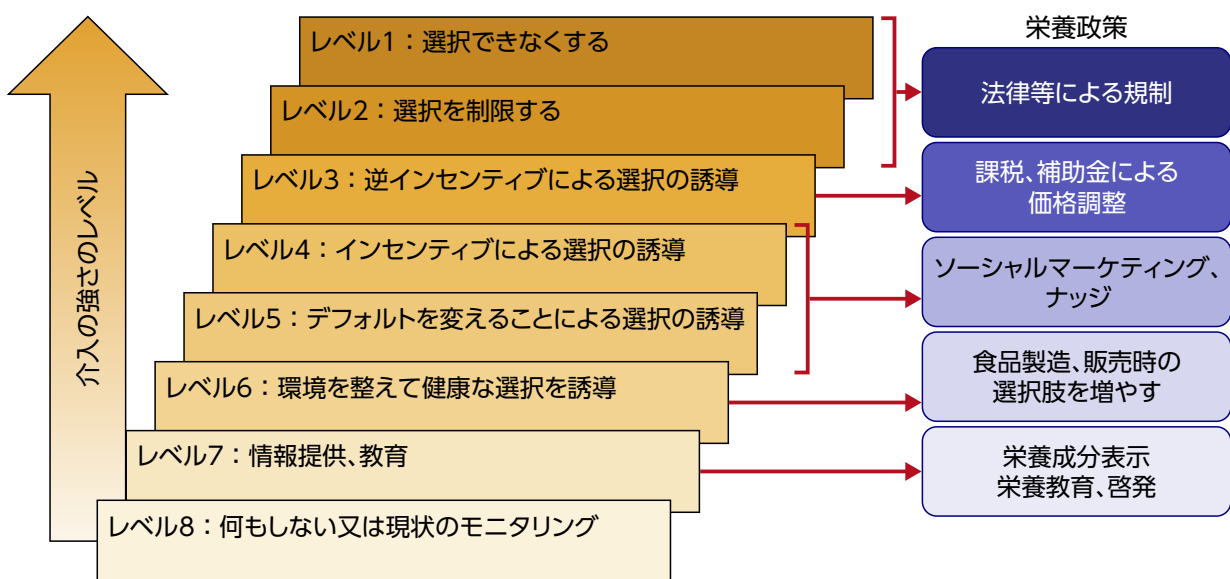 介入の強さのレベル
レベル1：選択できなくする
レベル2：選択を制限する
レベル3：逆インセンティブによる選択の誘導
レベル4：インセンティブによる選択の誘導
レベル5：デフォルトを変えることによる選択の誘導
レベル6：環境を整えて健康な選択を誘導
レベル7：情報提供、教育
レベル8：何もしない又は現状のモニタリング
栄養政策
法律等による規制
課税、補助金による
価格調整
ソーシャルマーケティング、
ナッジ
食品製造、販売時の
選択肢を増やす
栄養成分表示
栄養教育、啓発